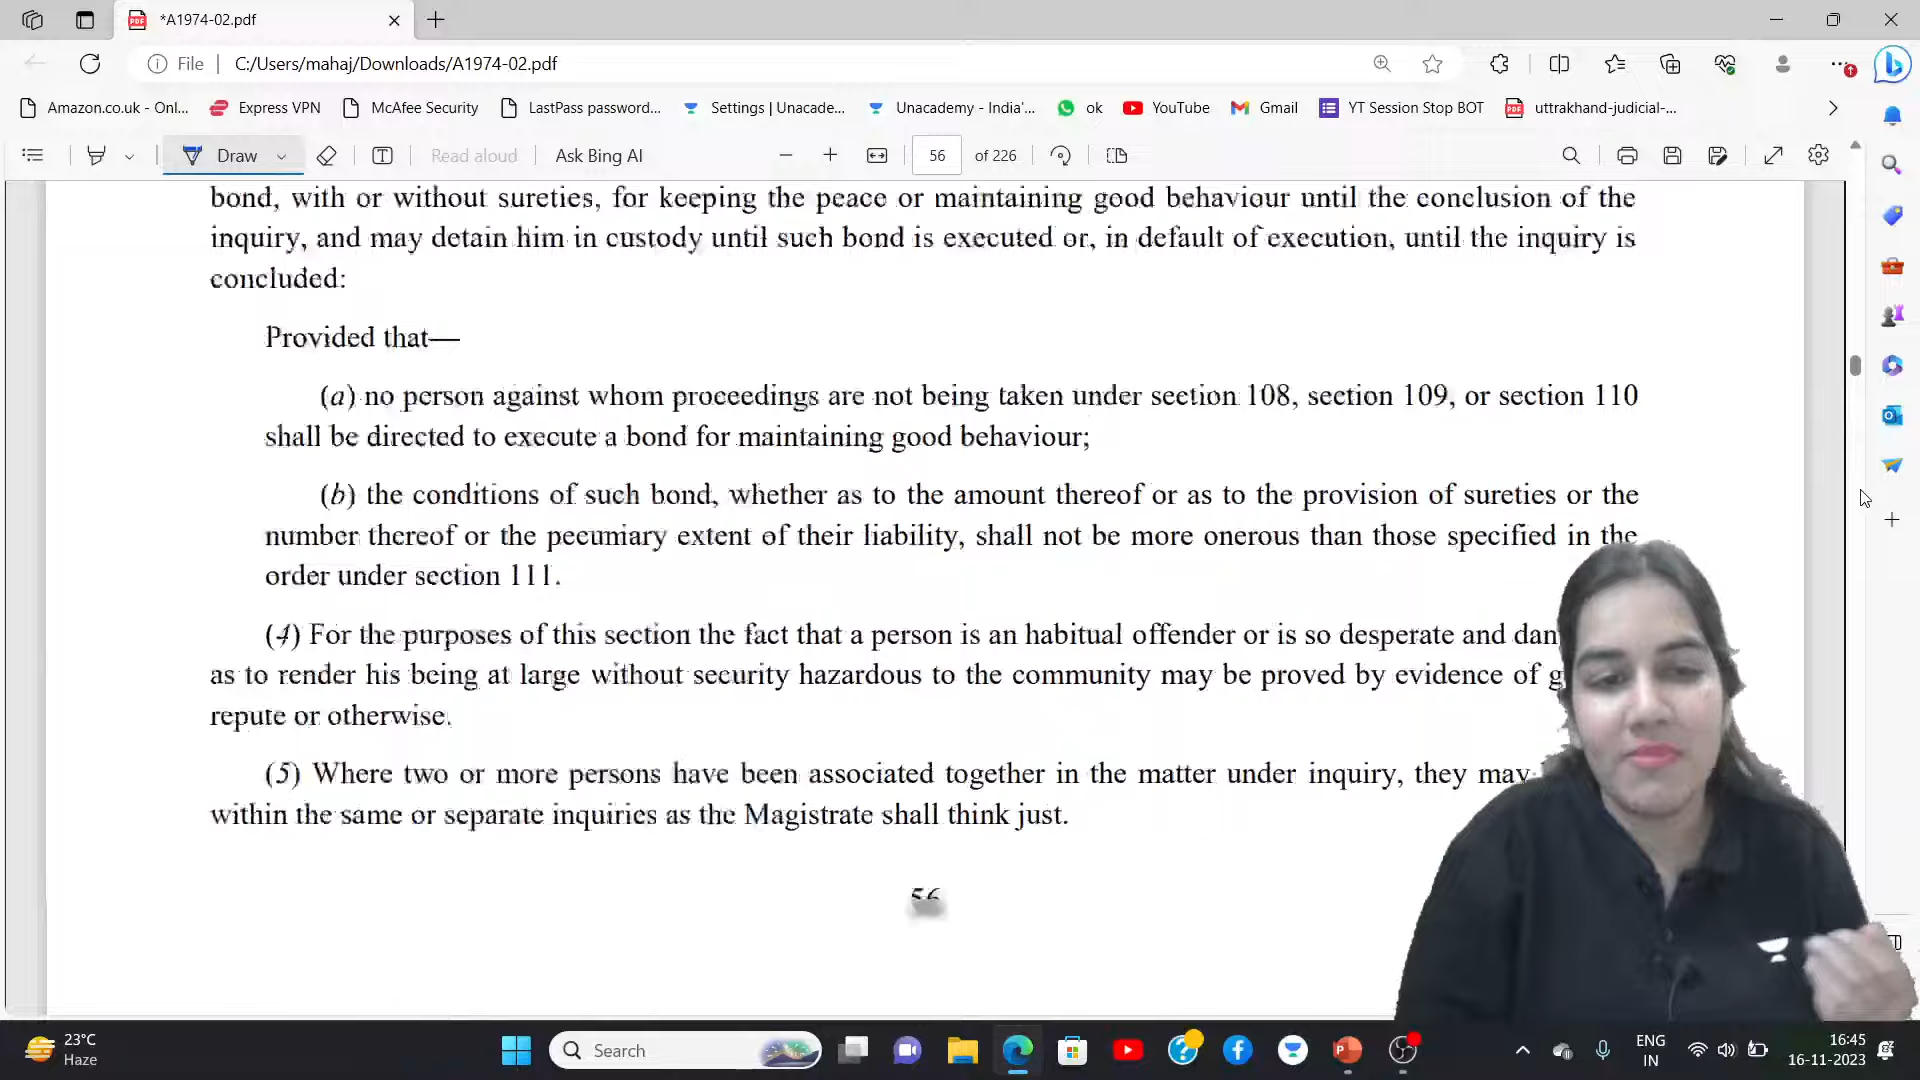 *A1974-02.pdf
File
C:/Users/mahaj/Downloads/A1974-02.pdf
Amazon.co.uk - Onl...
Express VPN
McAfee Security
LastPass password...
Settings | Unacade...
Unacademy - India'...
ok
YouTube
Gmail
YT Session Stop BOT
uttrakhand-judicial-...
Draw
Read aloud
Ask Bing AI
56
of 226
bond, with or without sureties, for keeping the peace or maintaining good behaviour until the conclusion of the
inquiry, and may detain him in custody until such bond is executed or, in default of execution, until the inquiry is
concluded:
Provided that—
(a) no person against whom proceedings are not being taken under section 108, section 109, or section 110
shall be directed to execute a bond for maintaining good behaviour;
(b) the conditions of such bond, whether as to the amount thereof or as to the provision of sureties or the
number thereof or the pecuniary extent of their liability, shall not be more onerous than those specified in the
order under section 111.
(4) For the purposes of this section the fact that a person is an habitual offender or is so desperate and
as to render his being at large without security hazardous to the community may be proved by evidence of
repute or otherwise.
(5) Where two or more persons have been associated together in the matter under inquiry, they may
within the same or separate inquiries as the Magistrate shall think just.
56
23°C
Haze
Search
ENG
IN
16:45
16-11-2023